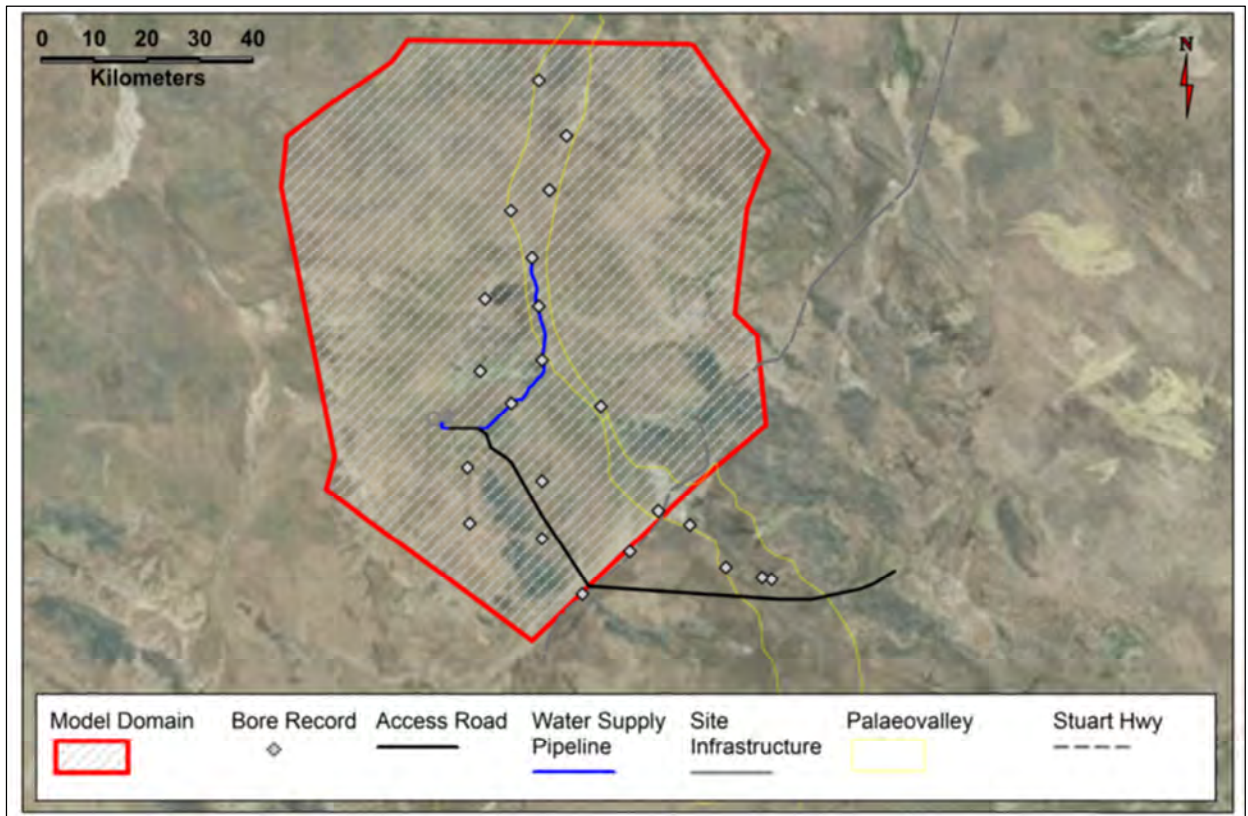 0 10 20 30 40
Kilometers
N
Model Domain
Bore Record
Access Road
Water Supply
Pipeline
Site
Infrastructure
Palaeovalley
Stuart Hwy